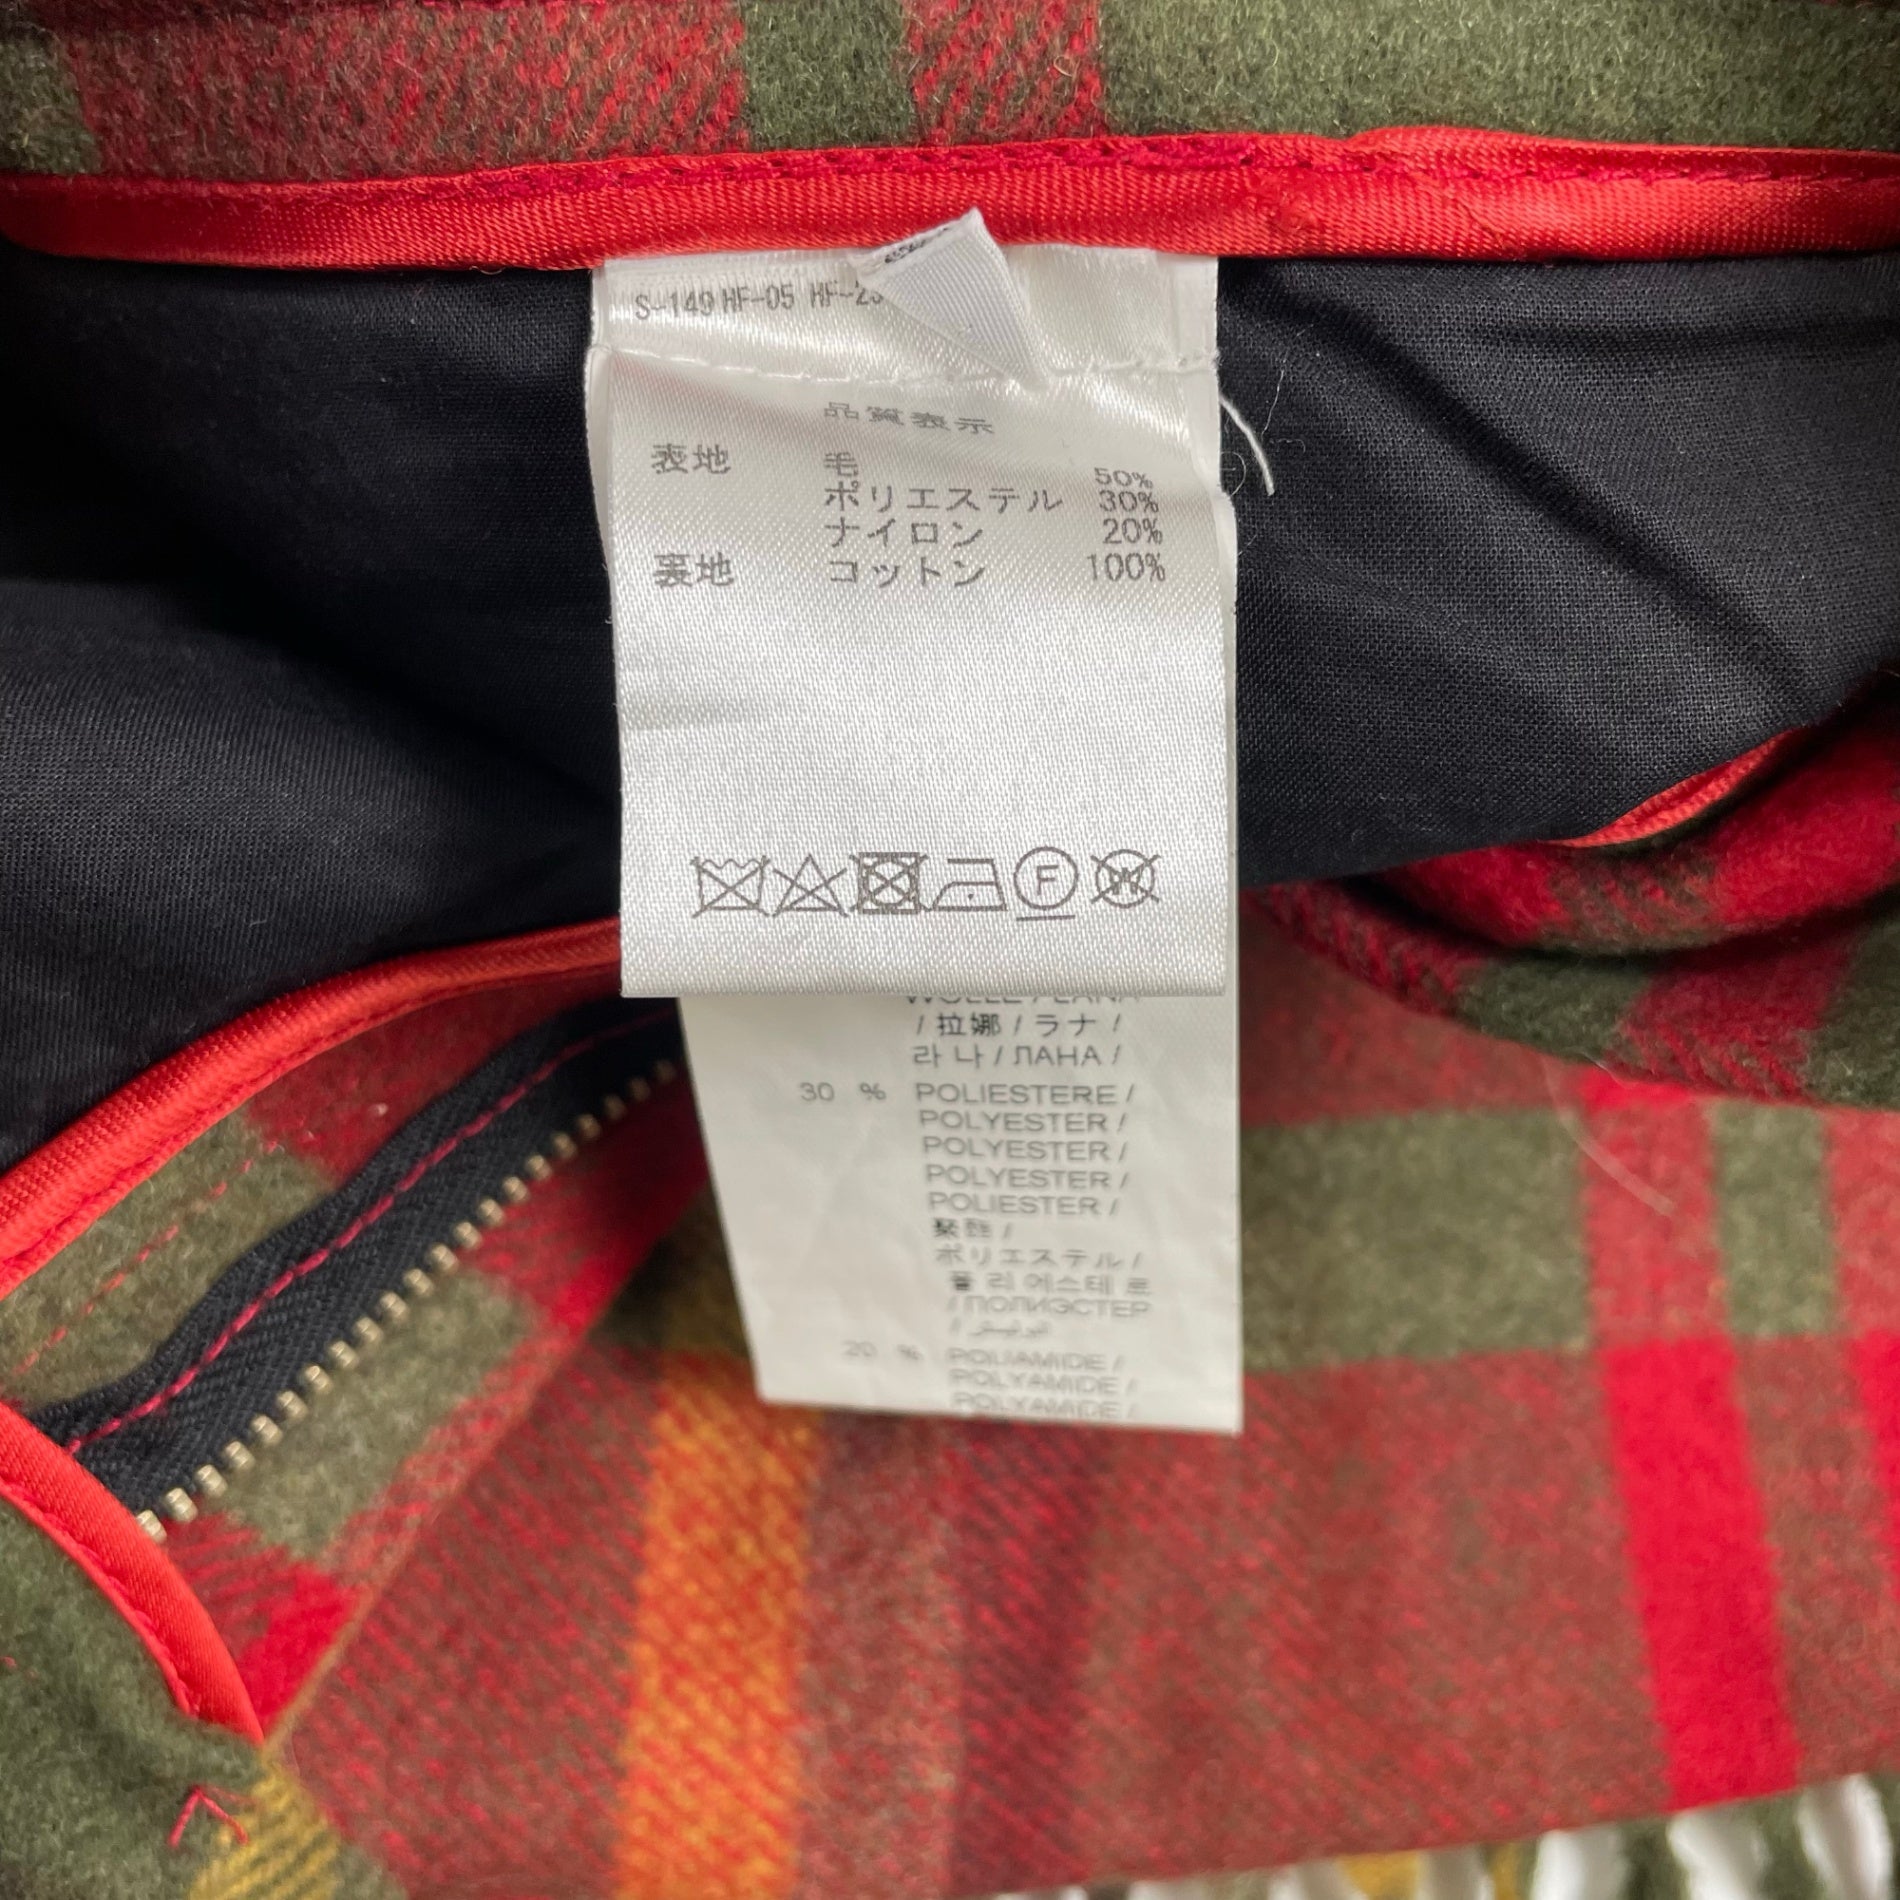 S-149 HF-05
品質表示
表地 毛 50%
ポリエステル 30%
ナイロン 20%
裏地 コットン 100%
F
W
WOLLE / LANA
/ 拉娜 / ラナ /
라 나 / ЛАНА /
30 % POLIESTERE /
POLYESTER /
POLYESTER /
POLYESTER /
POLIESTER /
聚酯 /
ポリエステル /
폴 리 에스테 르
/ ПОЛИЭСТЕР
20 % POLIAMIDE /
POLYAMIDE /
POLYAMIDE /